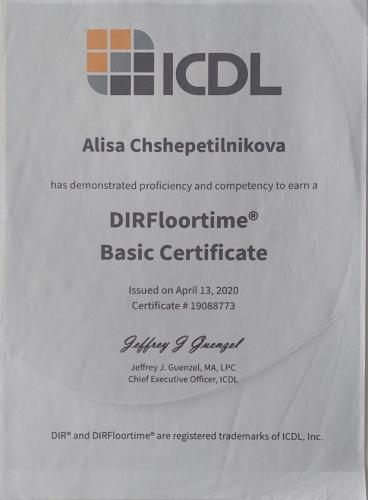 ICDL
Alisa Chshepetilnikova
has demonstrated proficiency and competency to earn a
DIRFloortime®
Basic Certificate
Issued on April 13, 2020
Certificate # 19088773
Jeffrey J Guenzel
Jeffrey J. Guenzel, MA, LPC
Chief Executive Officer, ICDL
DIR® and DIRFloortime® are registered trademarks of ICDL, Inc.